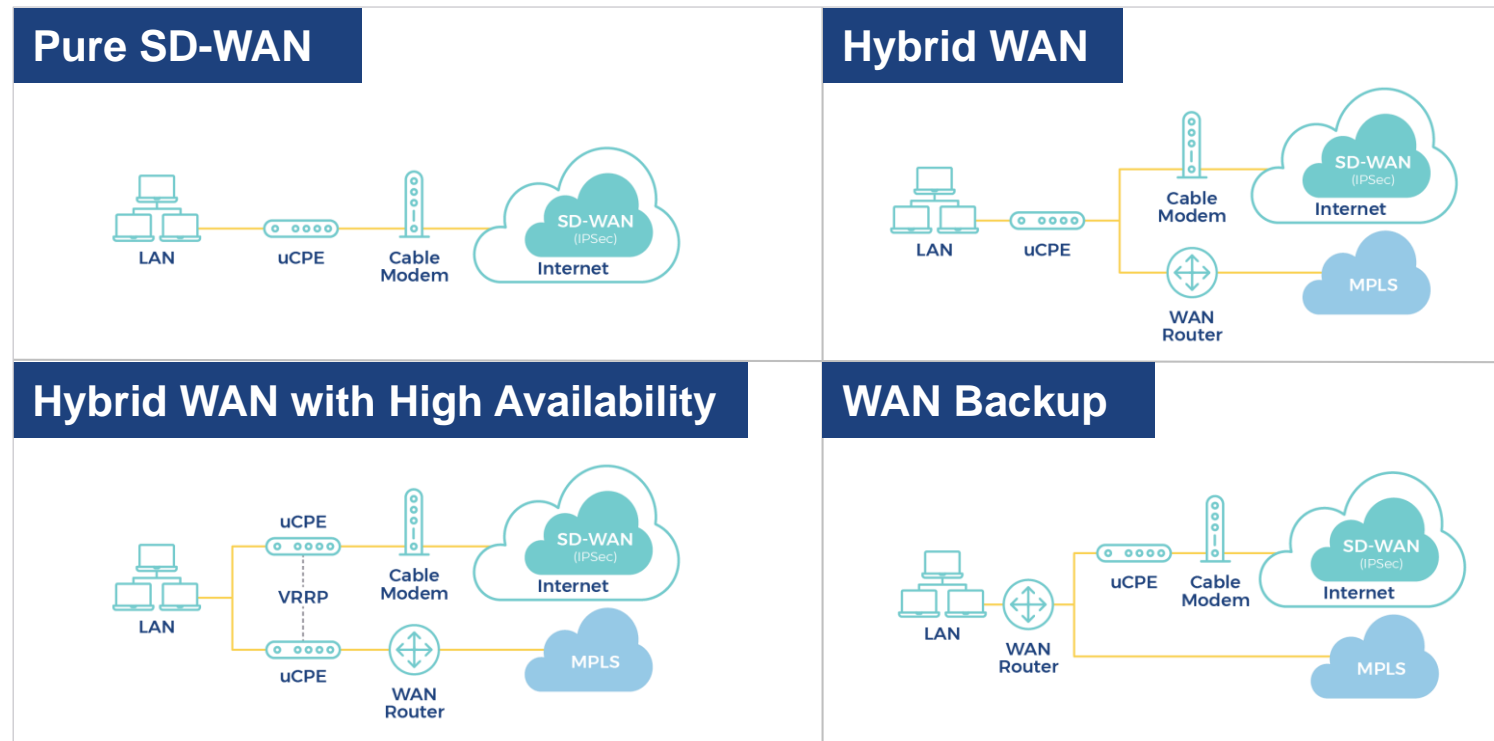 Pure SD-WAN
LAN
uCPE
Cable
Modem
SD-WAN
(IPSec)
Internet
Hybrid WAN
LAN
uCPE
Cable
Modem
SD-WAN
(IPSec)
Internet
WAN
Router
MPLS
Hybrid WAN with High Availability
LAN
uCPE
VRRP
uCPE
Cable
Modem
SD-WAN
(IPSec)
Internet
WAN
Router
MPLS
WAN Backup
LAN
WAN
Router
uCPE
Cable
Modem
SD-WAN
(IPSec)
Internet
MPLS